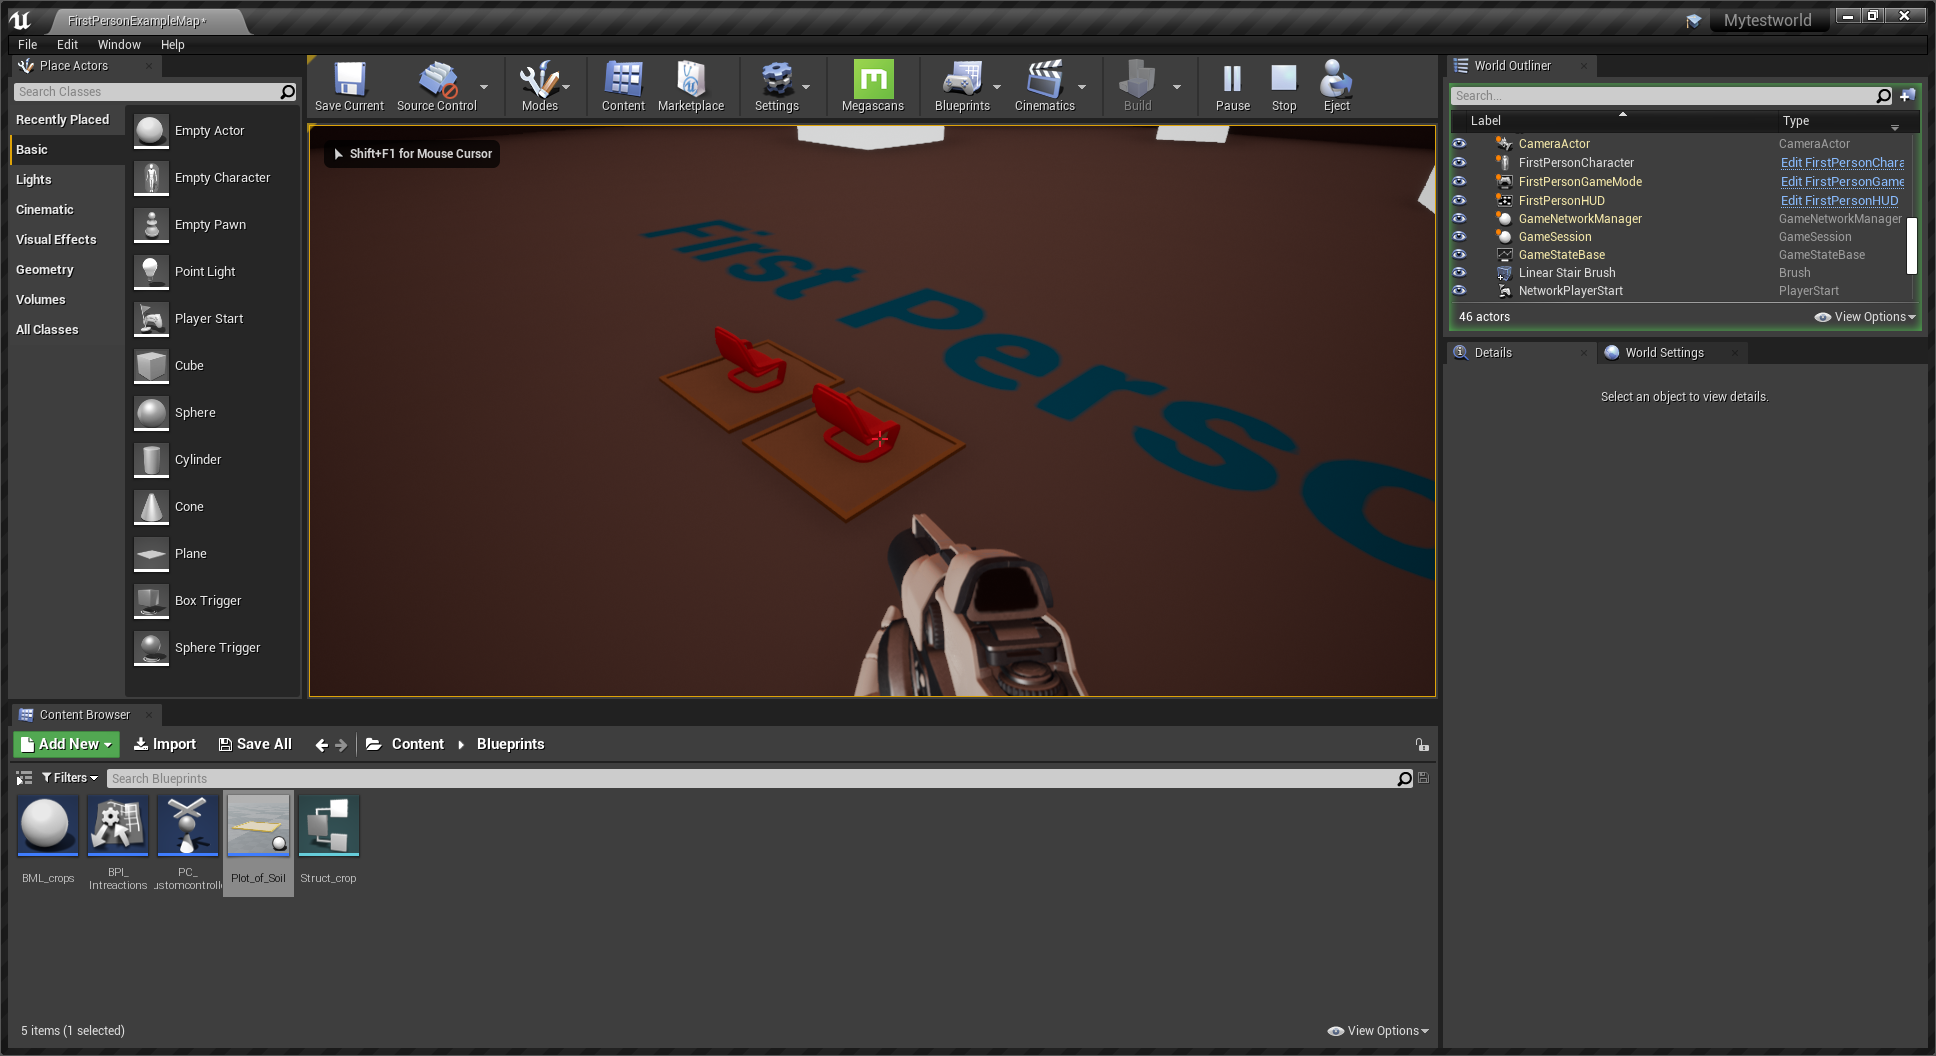 FirstPersonExampleMap*
Mytestworld
File Edit Window Help
Place Actors
Search Classes
Recently Placed
Basic
Lights
Cinematic
Visual Effects
Geometry
Volumes
All Classes
Empty Actor
Empty Character
Empty Pawn
Point Light
Player Start
Cube
Sphere
Cylinder
Cone
Plane
Box Trigger
Sphere Trigger
Save Current Source Control Modes Content Marketplace Settings Megascans Blueprints Cinematics Build Pause Stop Eject
Shift+F1 for Mouse Cursor
First Perso
World Outliner
Search...
Label Type
CameraActor CameraActor
FirstPersonCharacter Edit FirstPersonChara
FirstPersonGameMode Edit FirstPersonGame
FirstPersonHUD Edit FirstPersonHUD
GameNetworkManager GameNetworkManager
GameSession GameSession
GameStateBase GameStateBase
Linear Stair Brush Brush
NetworkPlayerStart PlayerStart
46 actors View Options
Details World Settings
Select an object to view details.
Content Browser
Add New Import Save All Content Blueprints
Filters Search Blueprints
BML_crops
BPI_
Intreactions
PC_
ustomcontroll
Plot_of_Soil
Struct_crop
5 items (1 selected) View Options